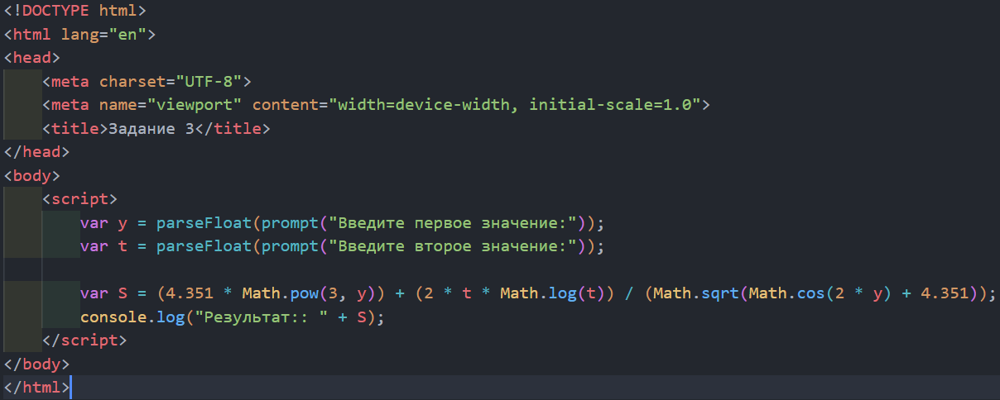 <!DOCTYPE html>
<html lang="en">
<head>
    <meta charset="UTF-8">
    <meta name="viewport" content="width=device-width, initial-scale=1.0">
    <title>Задание 3</title>
</head>
<body>
    <script>
        var y = parseFloat(prompt("Введите первое значение:"));
        var t = parseFloat(prompt("Введите второе значение:"));

        var S = (4.351 * Math.pow(3, y)) + (2 * t * Math.log(t)) / (Math.sqrt(Math.cos(2 * y) + 4.351));
        console.log("Результат:: " + S);
    </script>
</body>
</html>